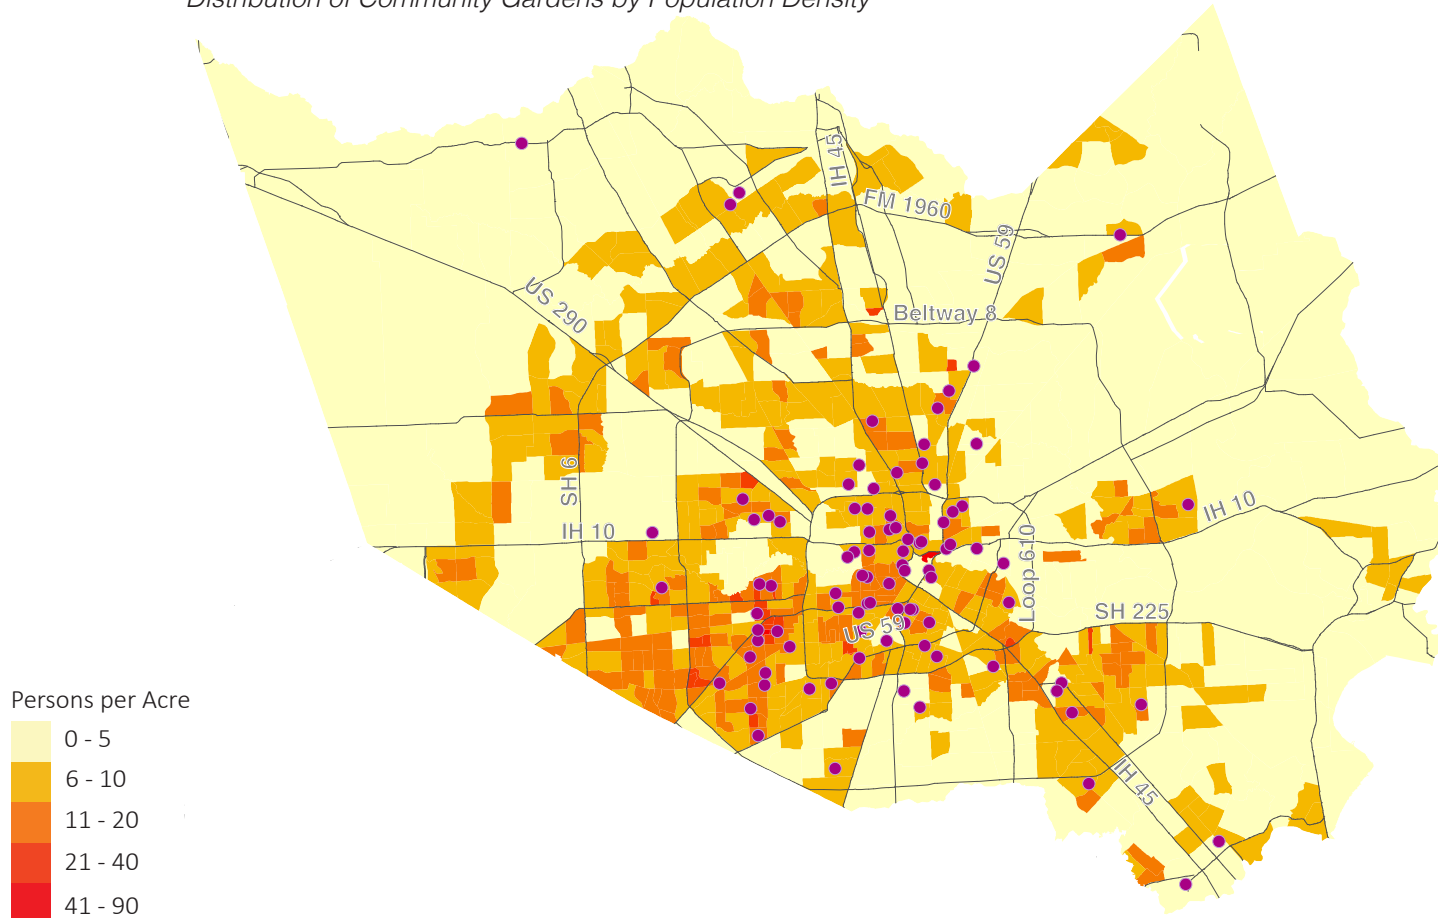 Distribution of Community Gardens by Population Density
IH 45
FM 1960
US 59
US 290
Beltway 8
SH 6
IH 10
IH 10
Loop 610
US 59
SH 225
IH 45
Persons per Acre
0 - 5
6 - 10
11 - 20
21 - 40
41 - 90